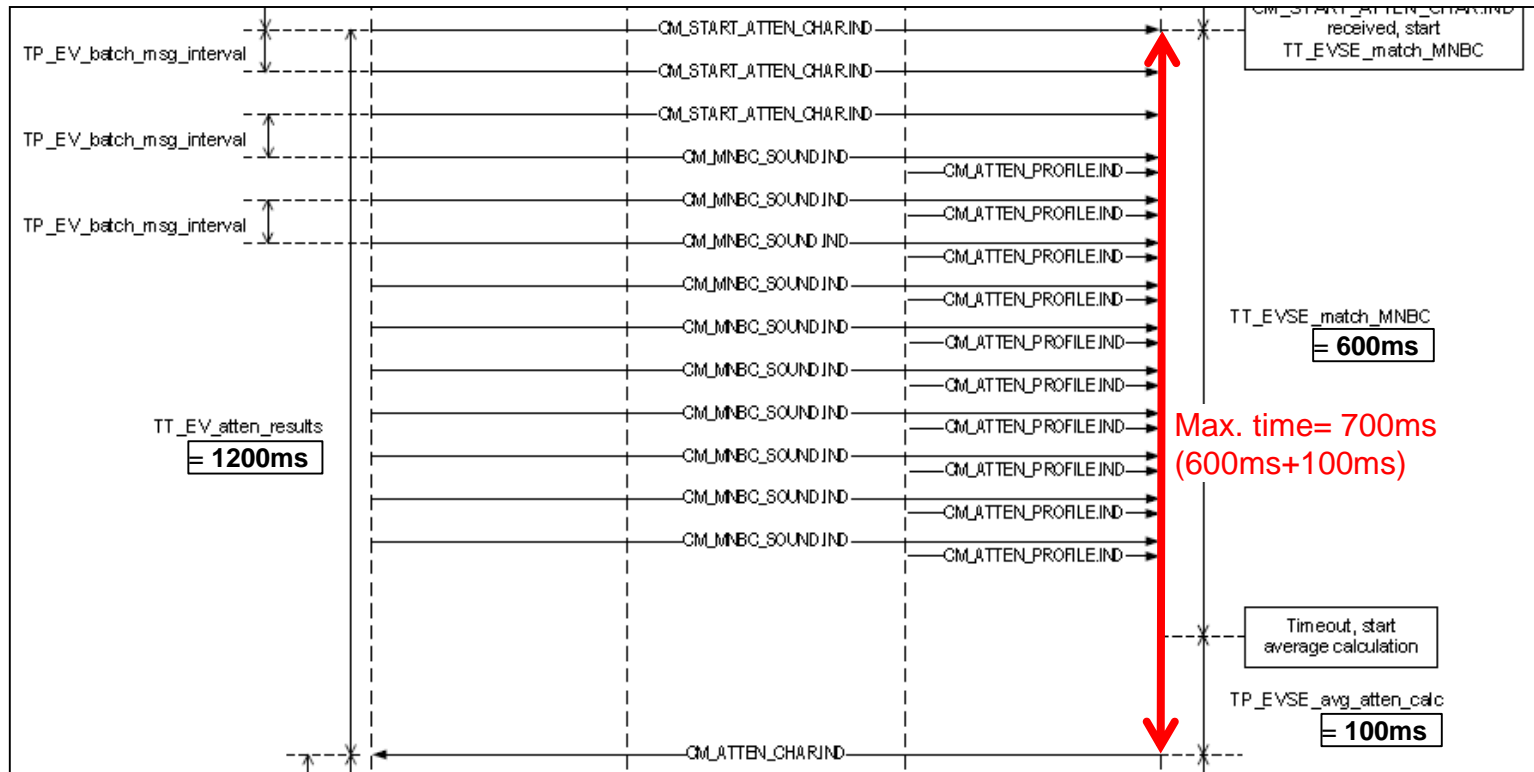 CM_START_ATTEN_CHAR.IND
CM_START_ATTEN_CHAR.IND
received, start
TT_EVSE_match_MNBC
TP_EV_batch_msg_interval
CM_START_ATTEN_CHAR.IND
CM_START_ATTEN_CHAR.IND
TP_EV_batch_msg_interval
CM_MNBC_SOUND.IND
CM_ATTEN_PROFILE.IND
CM_MNBC_SOUND.IND
CM_ATTEN_PROFILE.IND
TP_EV_batch_msg_interval
CM_MNBC_SOUND.IND
CM_ATTEN_PROFILE.IND
CM_MNBC_SOUND.IND
CM_ATTEN_PROFILE.IND
TT_EVSE_match_MNBC
= 600ms
CM_MNBC_SOUND.IND
CM_ATTEN_PROFILE.IND
CM_MNBC_SOUND.IND
CM_ATTEN_PROFILE.IND
CM_MNBC_SOUND.IND
CM_ATTEN_PROFILE.IND
TT_EV_atten_results
= 1200ms
Max. time= 700ms
(600ms+100ms)
CM_MNBC_SOUND.IND
CM_ATTEN_PROFILE.IND
CM_MNBC_SOUND.IND
CM_ATTEN_PROFILE.IND
CM_MNBC_SOUND.IND
CM_ATTEN_PROFILE.IND
Timeout, start
average calculation
TP_EVSE_avg_atten_calc
= 100ms
CM_ATTEN_CHAR.IND